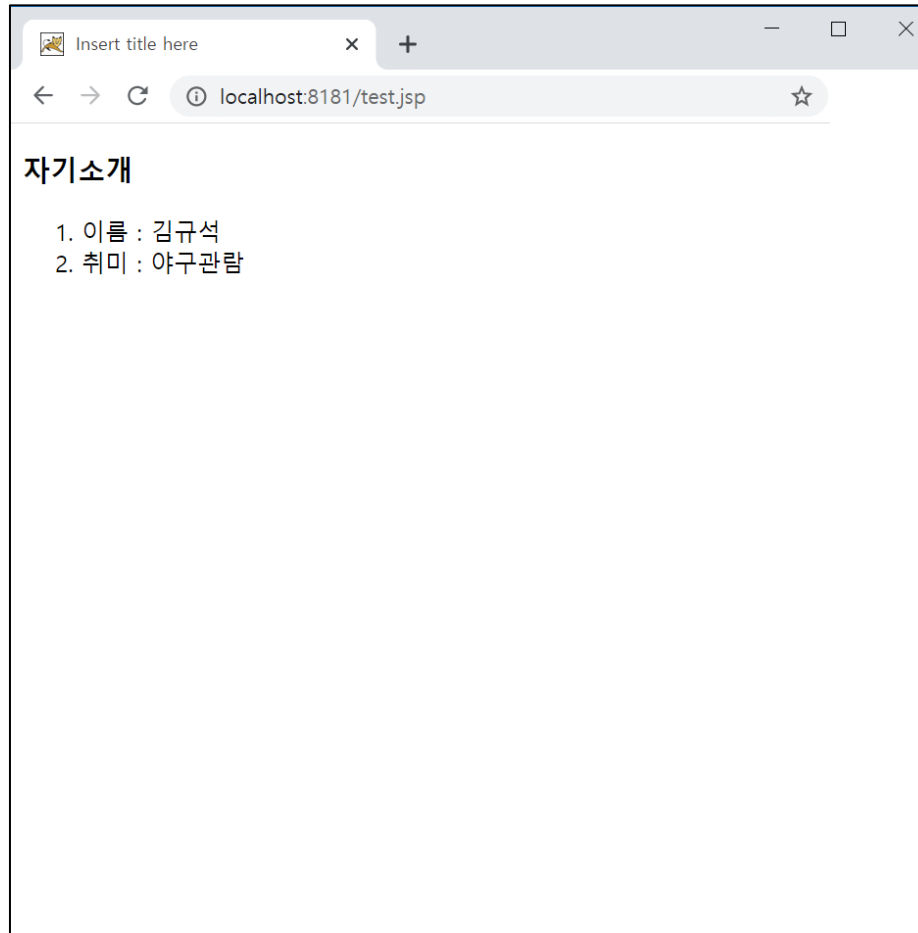 Insert title here
localhost:8181/test.jsp
자기소개
1. 이름 : 김규석
2. 취미 : 야구관람